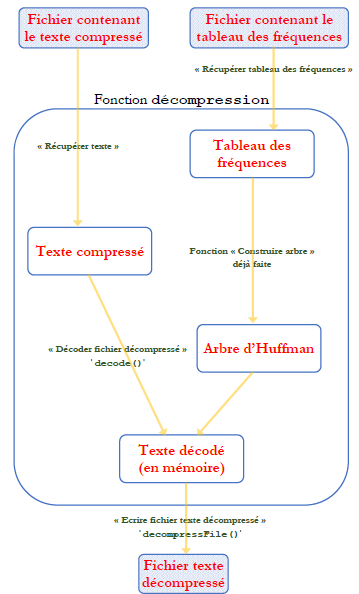 Fichier contenant
le texte compressé
Fichier contenant le
tableau des fréquences
« Récupérer tableau des fréquences »
Fonction décompression
« Récupérer texte »
Tableau des
fréquences
Texte compressé
Fonction « Construire arbre »
déjà faite
« Décoder fichier décompressé »
'decode()'
Arbre d'Huffman
Texte décodé
(en mémoire)
« Ecrire fichier texte décompressé »
'decompressFile()'
Fichier texte
décompressé